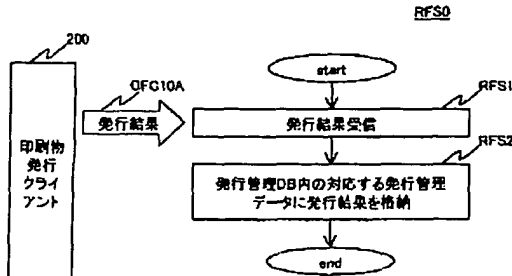 RFS0
200
OFC10A
start
RFS1
発行結果
発行結果受信
RFS2
印刷物
発行
クライ
アント
発行管理DB内の対応する発行管理
データに発行結果を格納
end